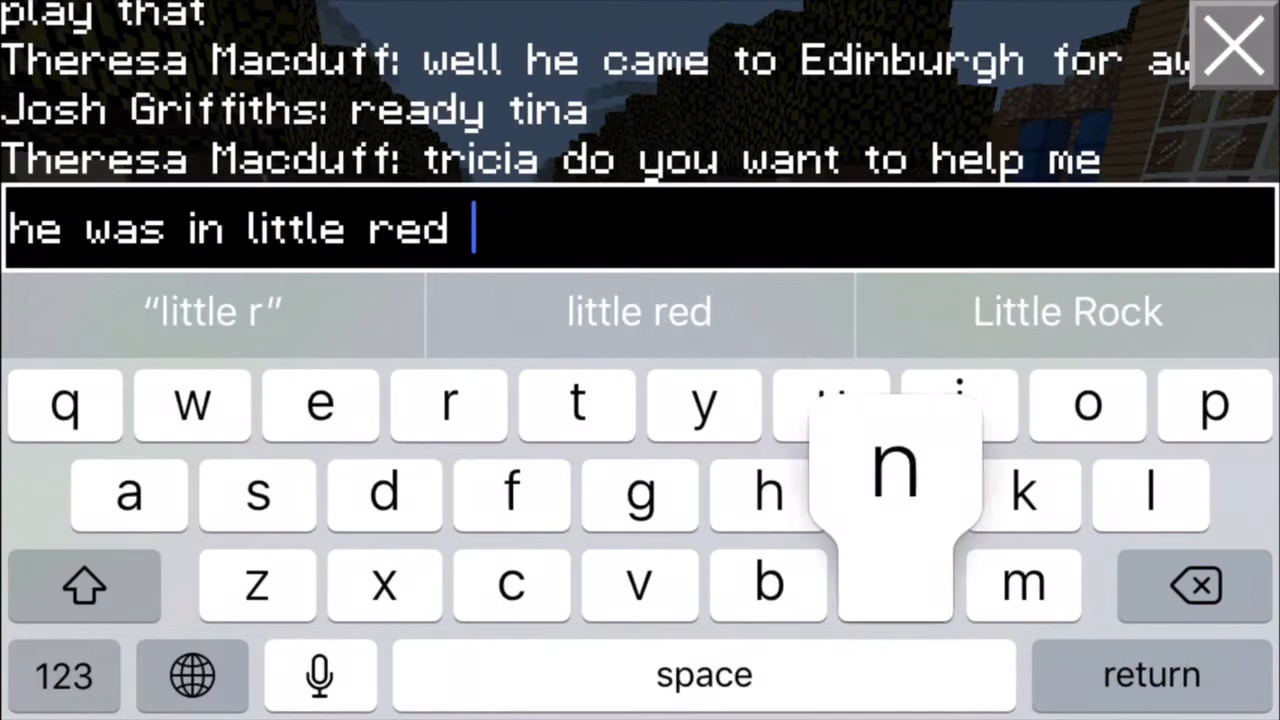 play that
Theresa Macduff: well he came to Edinburgh for
Josh Griffiths: ready tina
Theresa Macduff: tricia do you want to help me
he was in little red
"little r" little red Little Rock
q w e r t y u i o p
a s d f g h k l
z x c v b n m
123 space return